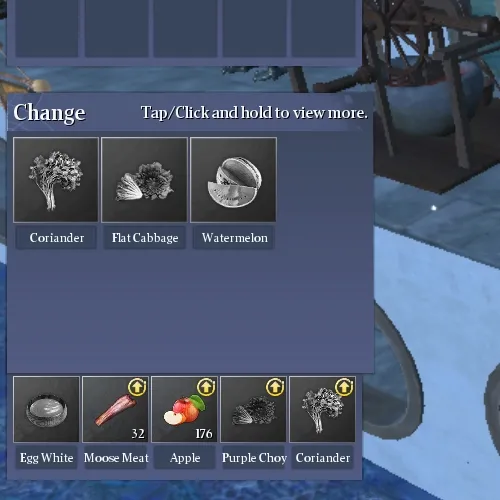 Change
Tap/Click and hold to view more.
Coriander
Flat Cabbage
Watermelon
32
176
Egg White
Moose Meat
Apple
Purple Choy
Coriander